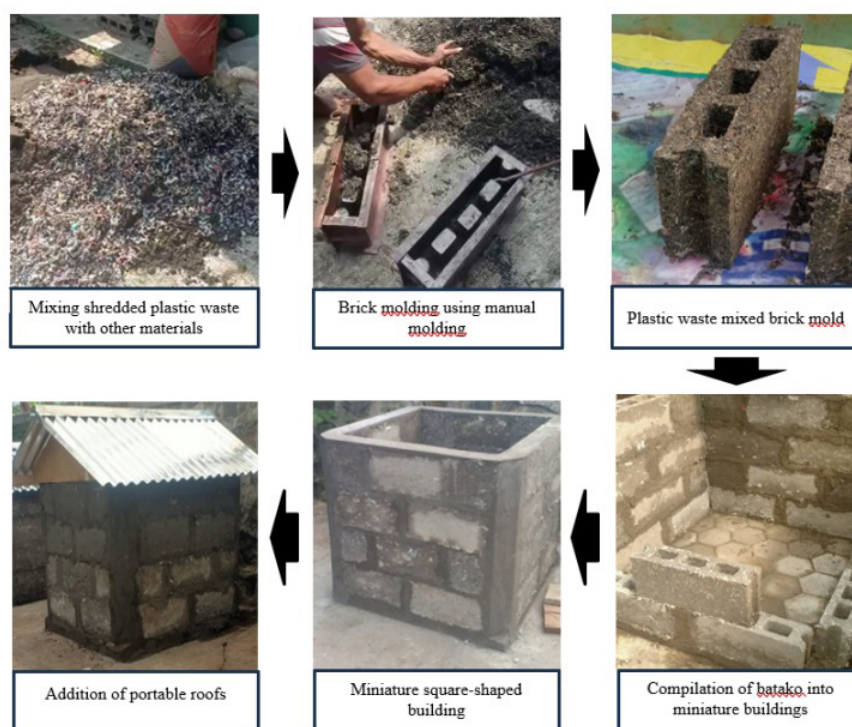 Mixing shredded plastic waste
with other materials
Brick molding using manual
molding
Plastic waste mixed brick mold
Addition of portable roofs
Miniature square-shaped
building
Compilation of batako into
miniature buildings